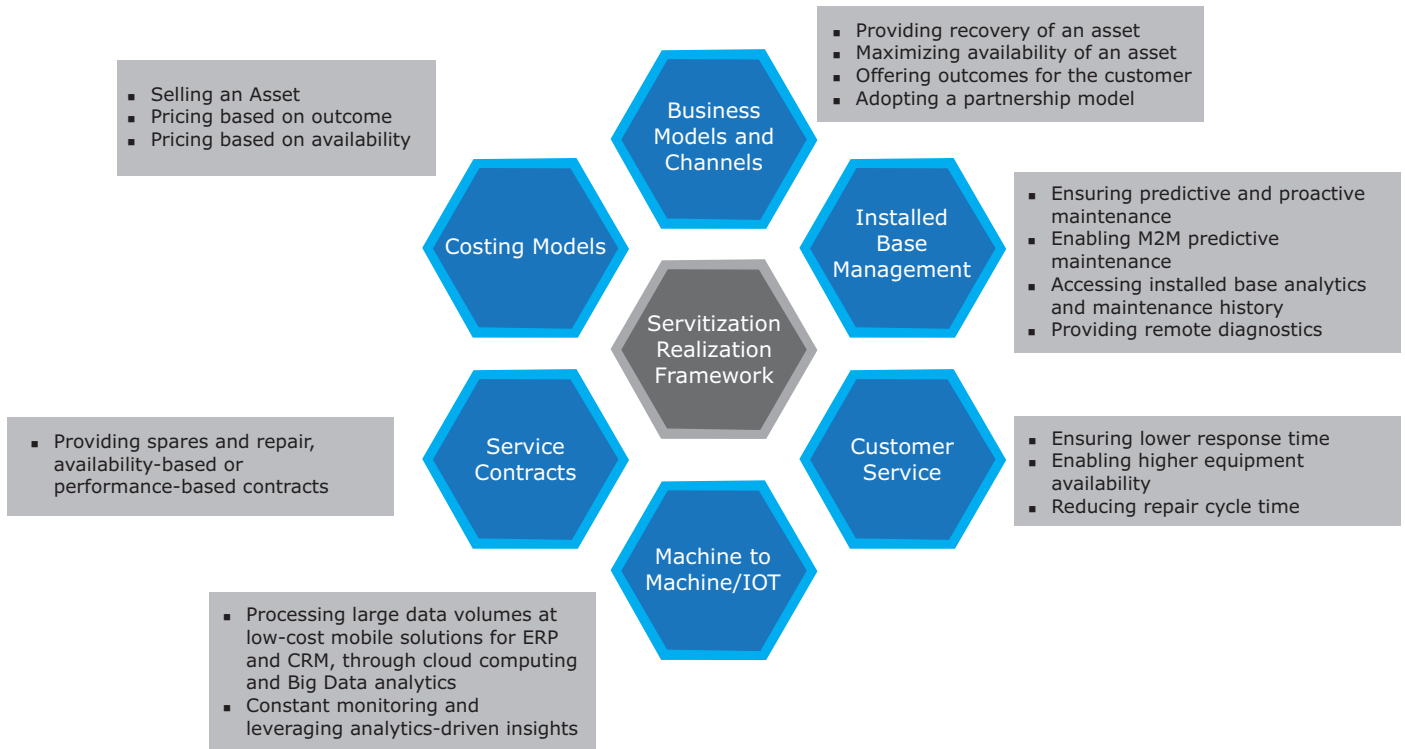 ▪ Providing recovery of an asset
▪ Maximizing availability of an asset
▪ Offering outcomes for the customer
▪ Adopting a partnership model
Business
Models and
Channels
▪ Selling an Asset
▪ Pricing based on outcome
▪ Pricing based on availability
Costing Models
Installed
Base
Management
▪ Ensuring predictive and proactive
maintenance
▪ Enabling M2M predictive
maintenance
▪ Accessing installed base analytics
and maintenance history
▪ Providing remote diagnostics
Servitization
Realization
Framework
▪ Providing spares and repair,
availability-based or
performance-based contracts
Service
Contracts
Customer
Service
▪ Ensuring lower response time
▪ Enabling higher equipment
availability
▪ Reducing repair cycle time
Machine to
Machine/IOT
▪ Processing large data volumes at
low-cost mobile solutions for ERP
and CRM, through cloud computing
and Big Data analytics
▪ Constant monitoring and
leveraging analytics-driven insights